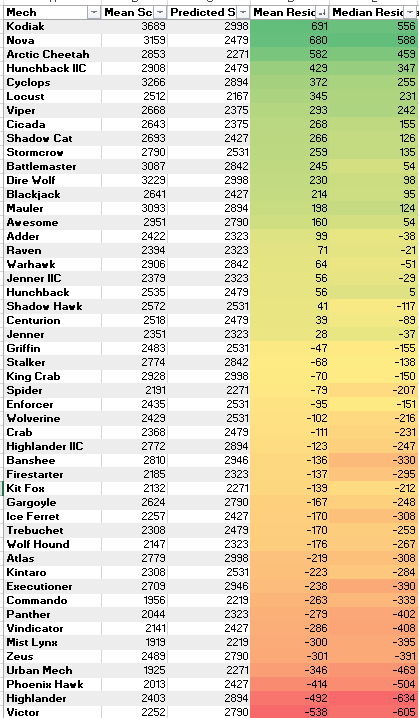 Mech Mean Sc Predicted S Mean Resid Median Resid
Kodiak 3689 2998 691 556
Nova 3159 2479 680 588
Arctic Cheetah 2853 2271 582 453
Hunchback IIC 2908 2479 429 347
Cyclops 3266 2894 372 255
Locust 2512 2167 345 231
Viper 2668 2375 293 242
Cicada 2643 2375 268 155
Shadow Cat 2693 2427 266 126
Stormcrow 2790 2531 259 135
Battlemaster 3087 2842 245 54
Dire Wolf 3229 2998 230 98
Blackjack 2641 2427 214 95
Mauler 3093 2894 198 124
Awesome 2951 2790 160 54
Adder 2422 2323 99 -38
Raven 2394 2323 71 -21
Warhawk 2906 2842 64 -51
Jenner IIC 2379 2323 56 -29
Hunchback 2535 2479 56 5
Shadow Hawk 2572 2531 41 -117
Centurion 2518 2479 39 -89
Jenner 2351 2323 28 -37
Griffin 2483 2531 -47 -155
Stalker 2774 2842 -68 -138
King Crab 2928 2998 -70 -150
Spider 2191 2271 -79 -207
Enforcer 2435 2531 -95 -151
Wolverine 2429 2531 -102 -216
Crab 2368 2479 -111 -231
Highlander IIC 2772 2894 -123 -247
Banshee 2810 2946 -136 -330
Firestarter 2185 2323 -137 -295
Kit Fox 2132 2271 -139 -212
Gargoyle 2624 2790 -167 -248
Ice Ferret 2257 2427 -170 -308
Trebuchet 2308 2479 -170 -259
Wolf Hound 2147 2323 -176 -267
Atlas 2779 2998 -219 -308
Kintaro 2308 2531 -223 -284
Executioner 2709 2946 -238 -390
Commando 1956 2219 -263 -339
Panther 2044 2323 -279 -402
Vindicator 2141 2427 -286 -408
Mist Lynx 1919 2219 -300 -395
Zeus 2489 2790 -301 -391
Urban Mech 1925 2271 -346 -469
Phoenix Hawk 2013 2427 -414 -504
Highlander 2403 2894 -492 -634
Victor 2252 2790 -538 -605